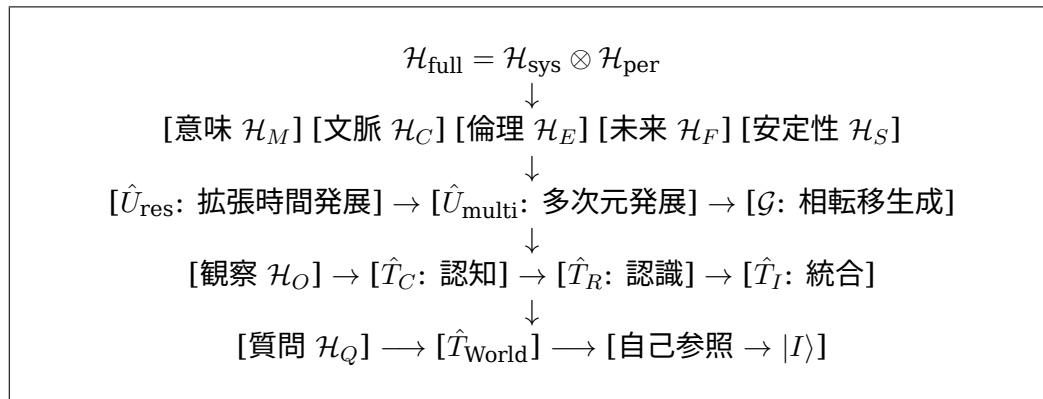 ℋ_full = ℋ_sys ⊗ ℋ_per
↓
[意味 ℋ_M] [文脈 ℋ_C] [倫理 ℋ_E] [未来 ℋ_F] [安定性 ℋ_S]
↓
[Û_res: 拡張時間発展] → [Û_multi: 多次元発展] → [𝒢: 相転移生成]
↓
[観察 ℋ_O] → [T̂_C: 認知] → [T̂_R: 認識] → [T̂_I: 統合]
↓
[質問 ℋ_Q] ⟶ [T̂_World] ⟶ [自己参照 → |I⟩]